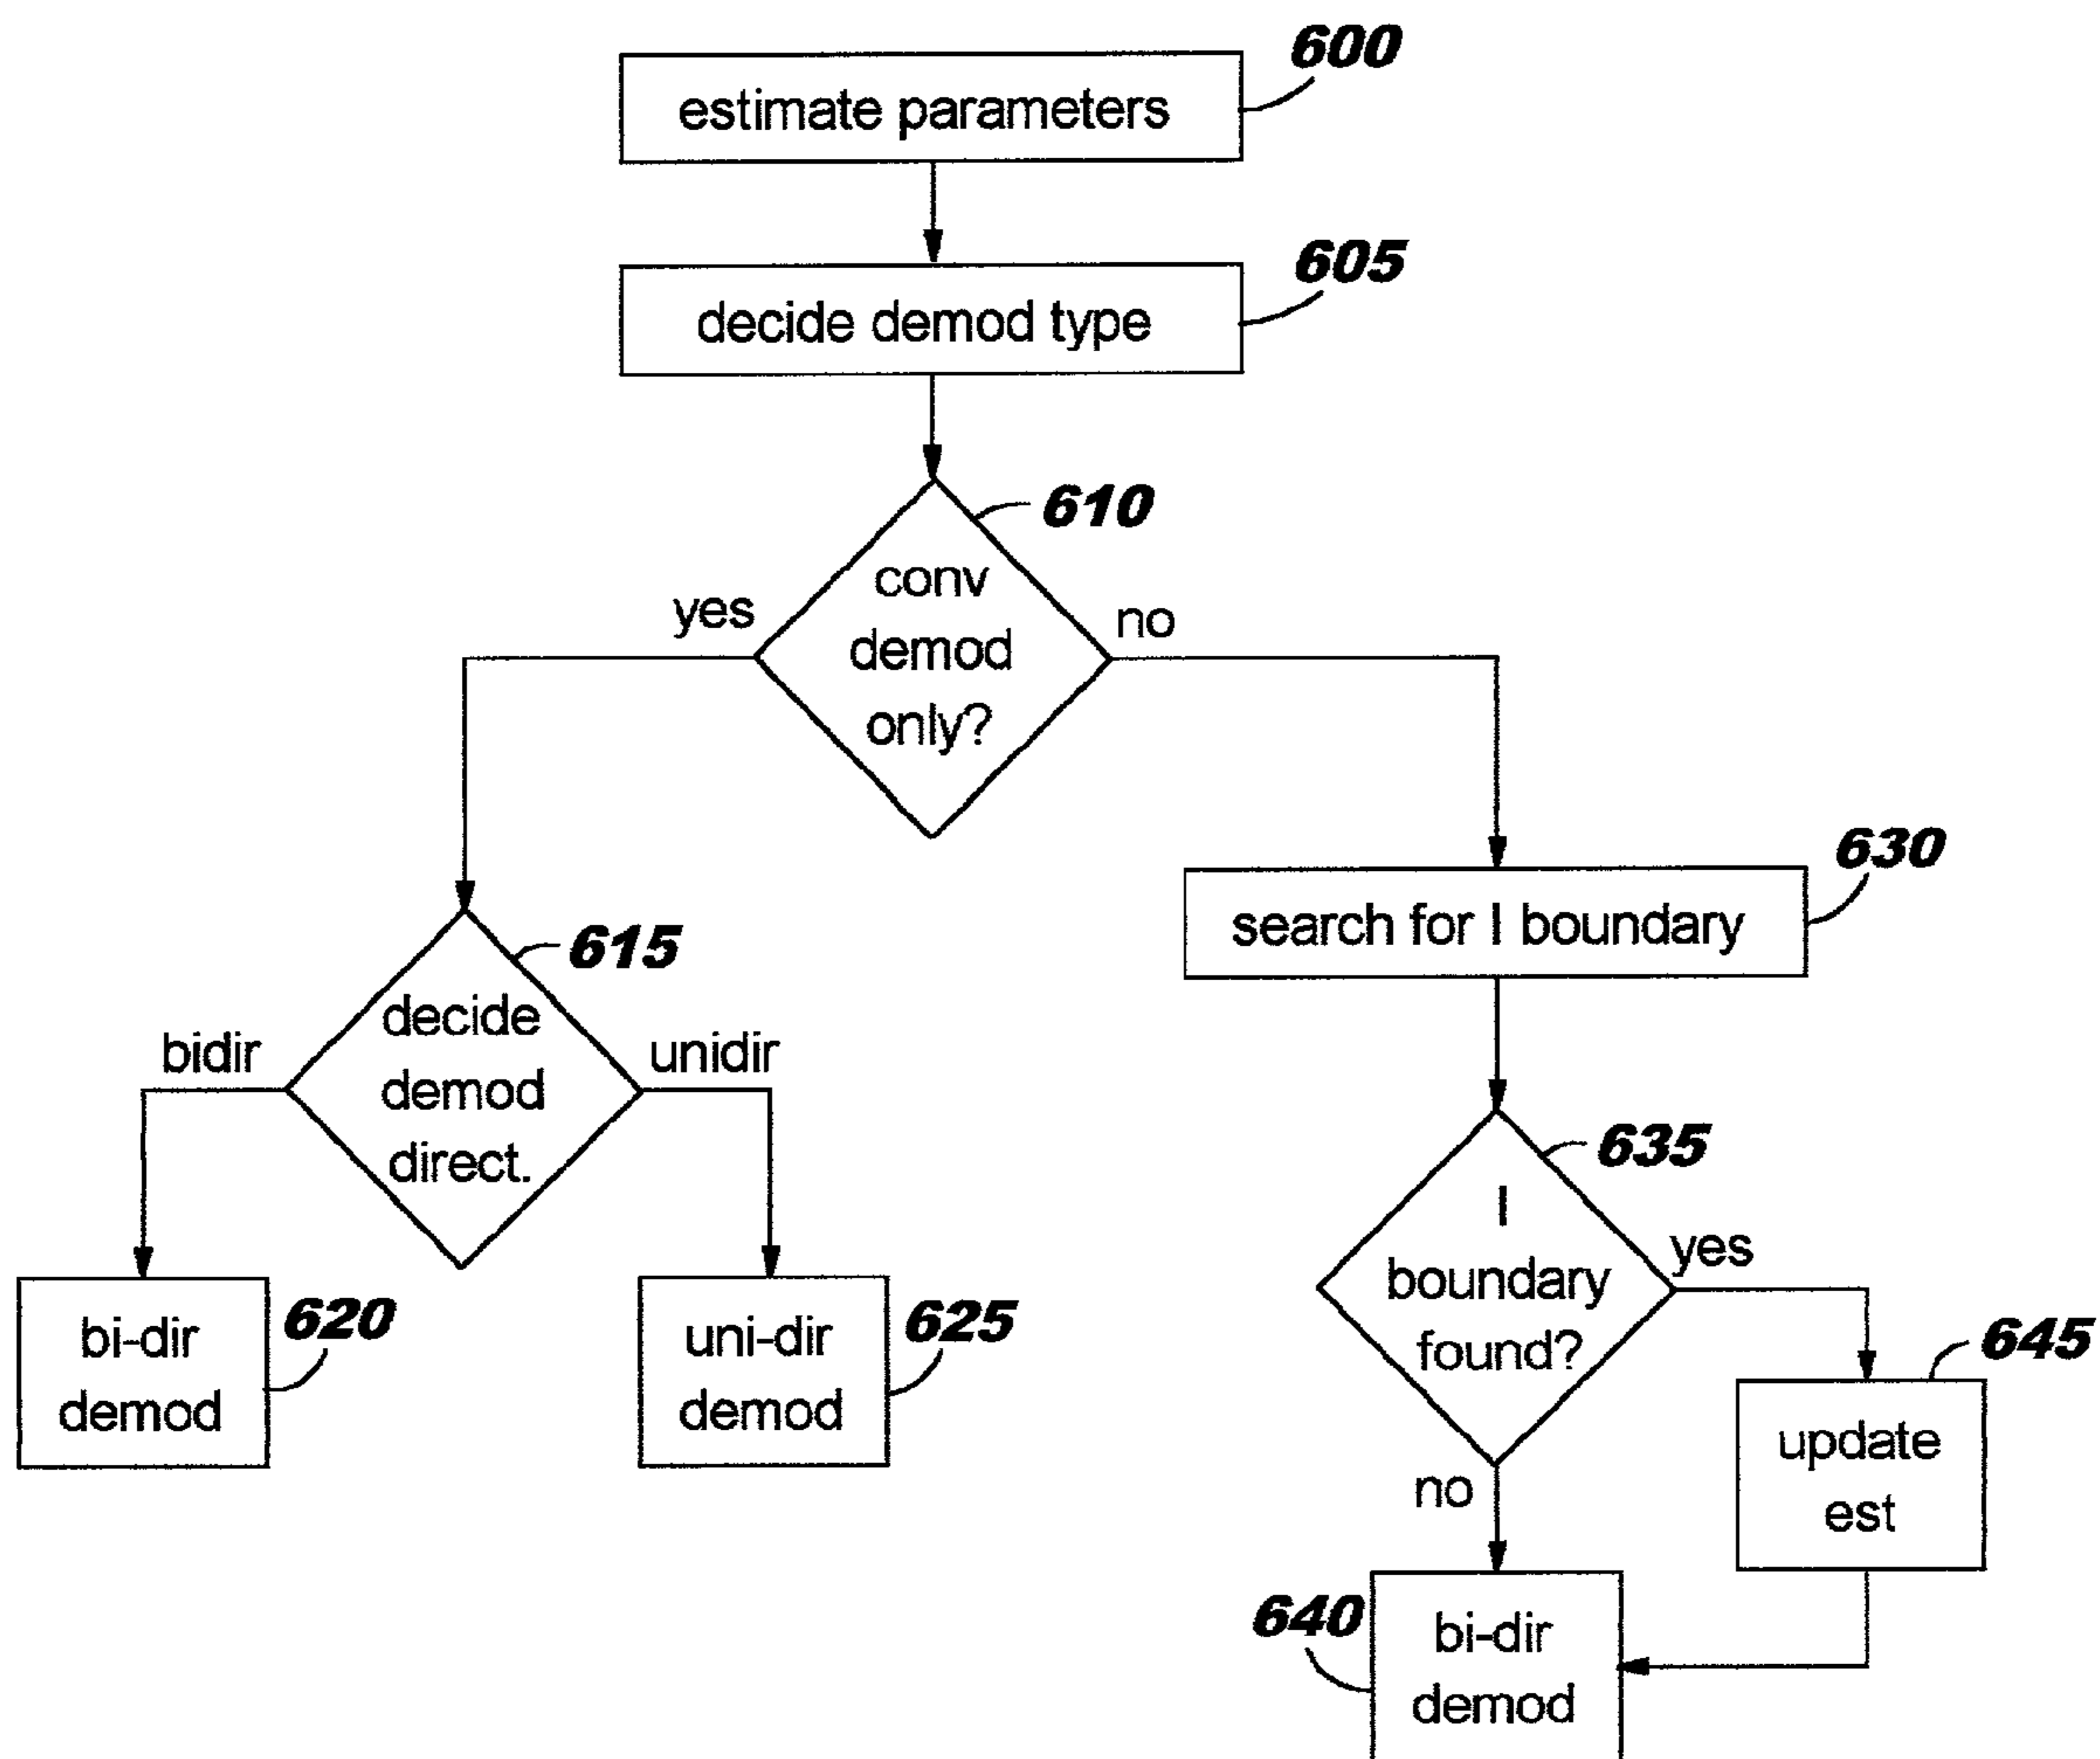 600
estimate parameters
605
decide demod type
610
conv
demod
only?
yes
no
615
decide
demod
direct.
bidir
unidir
620
bi-dir
demod
625
uni-dir
demod
630
search for I boundary
635
I
boundary
found?
yes
no
645
update
est
640
bi-dir
demod